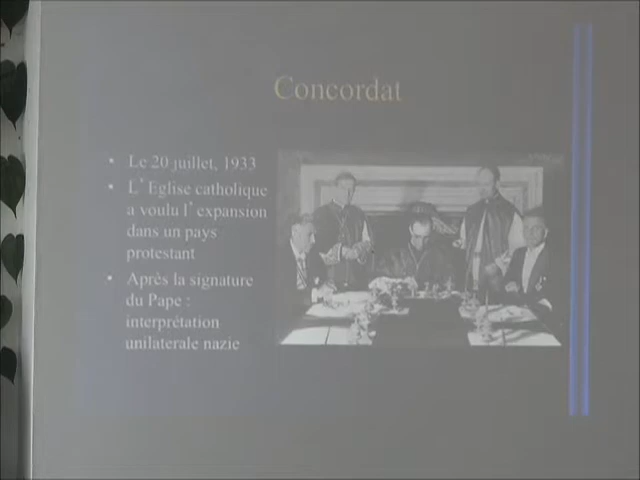 Concordat
• Le 20 juillet, 1933
• L'Eglise catholique
a voulu l'expansion
dans un pays
protestant
• Après la signature
du Pape :
interprétation
unilaterale nazie